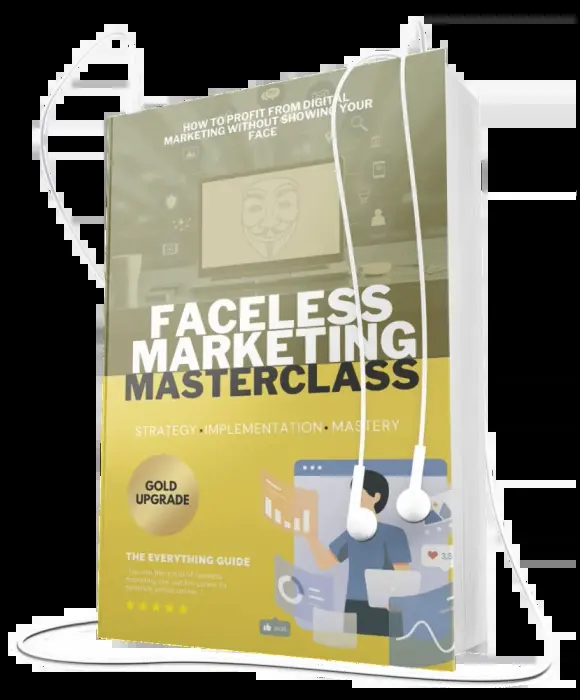 HOW TO PROFIT FROM DIGITAL
MARKETING WITHOUT SHOWING YOUR
FACE
FACELESS
MARKETING
MASTERCLASS
STRATEGY•IMPLEMENTATION•MASTERY
GOLD
UPGRADE
THE EVERYTHING GUIDE